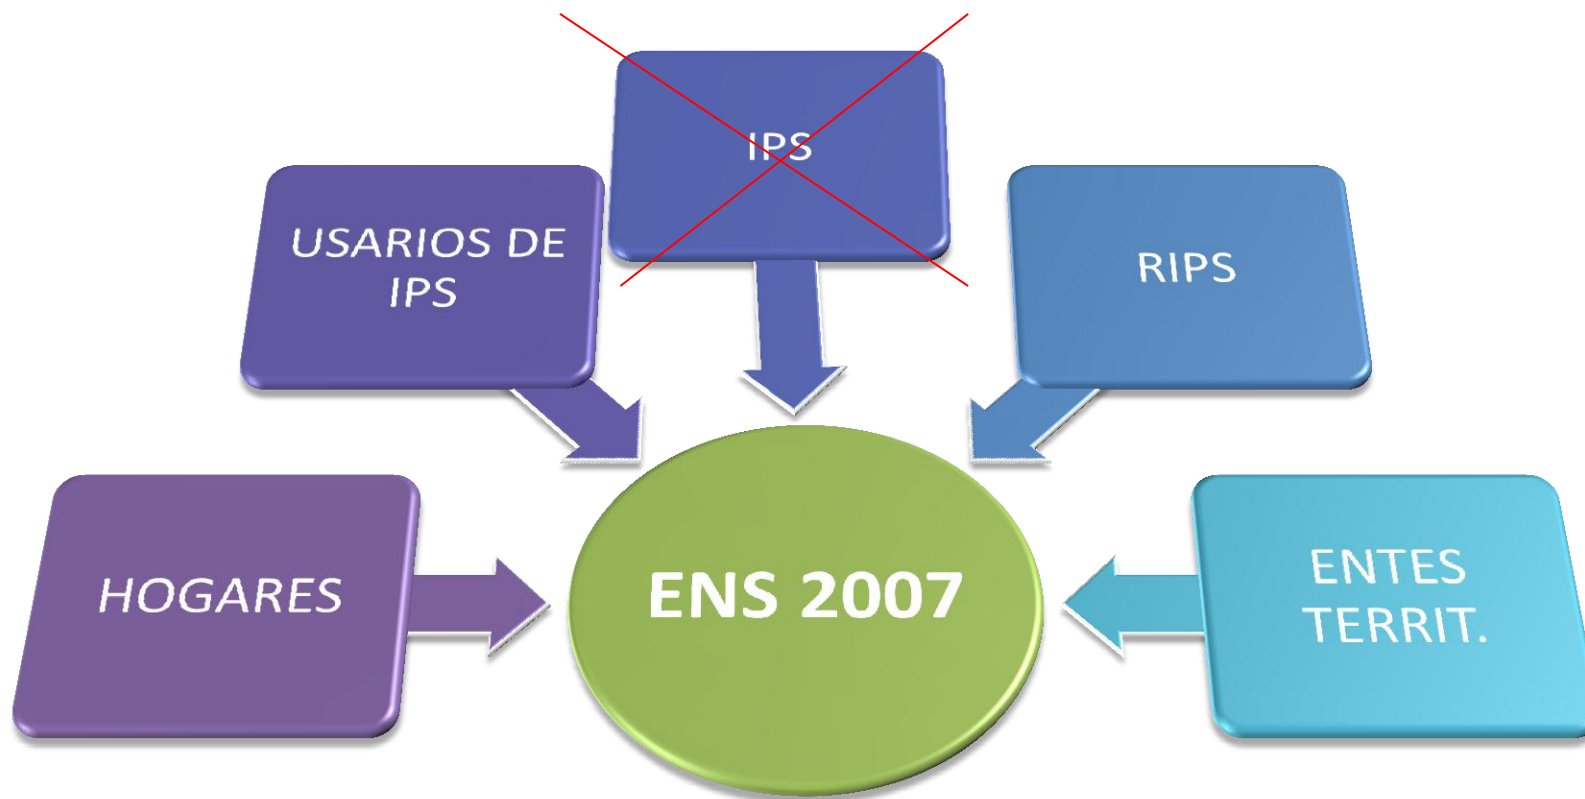 IPS
USARIOS DE
IPS
RIPS
HOGARES
ENS 2007
ENTES
TERRIT.